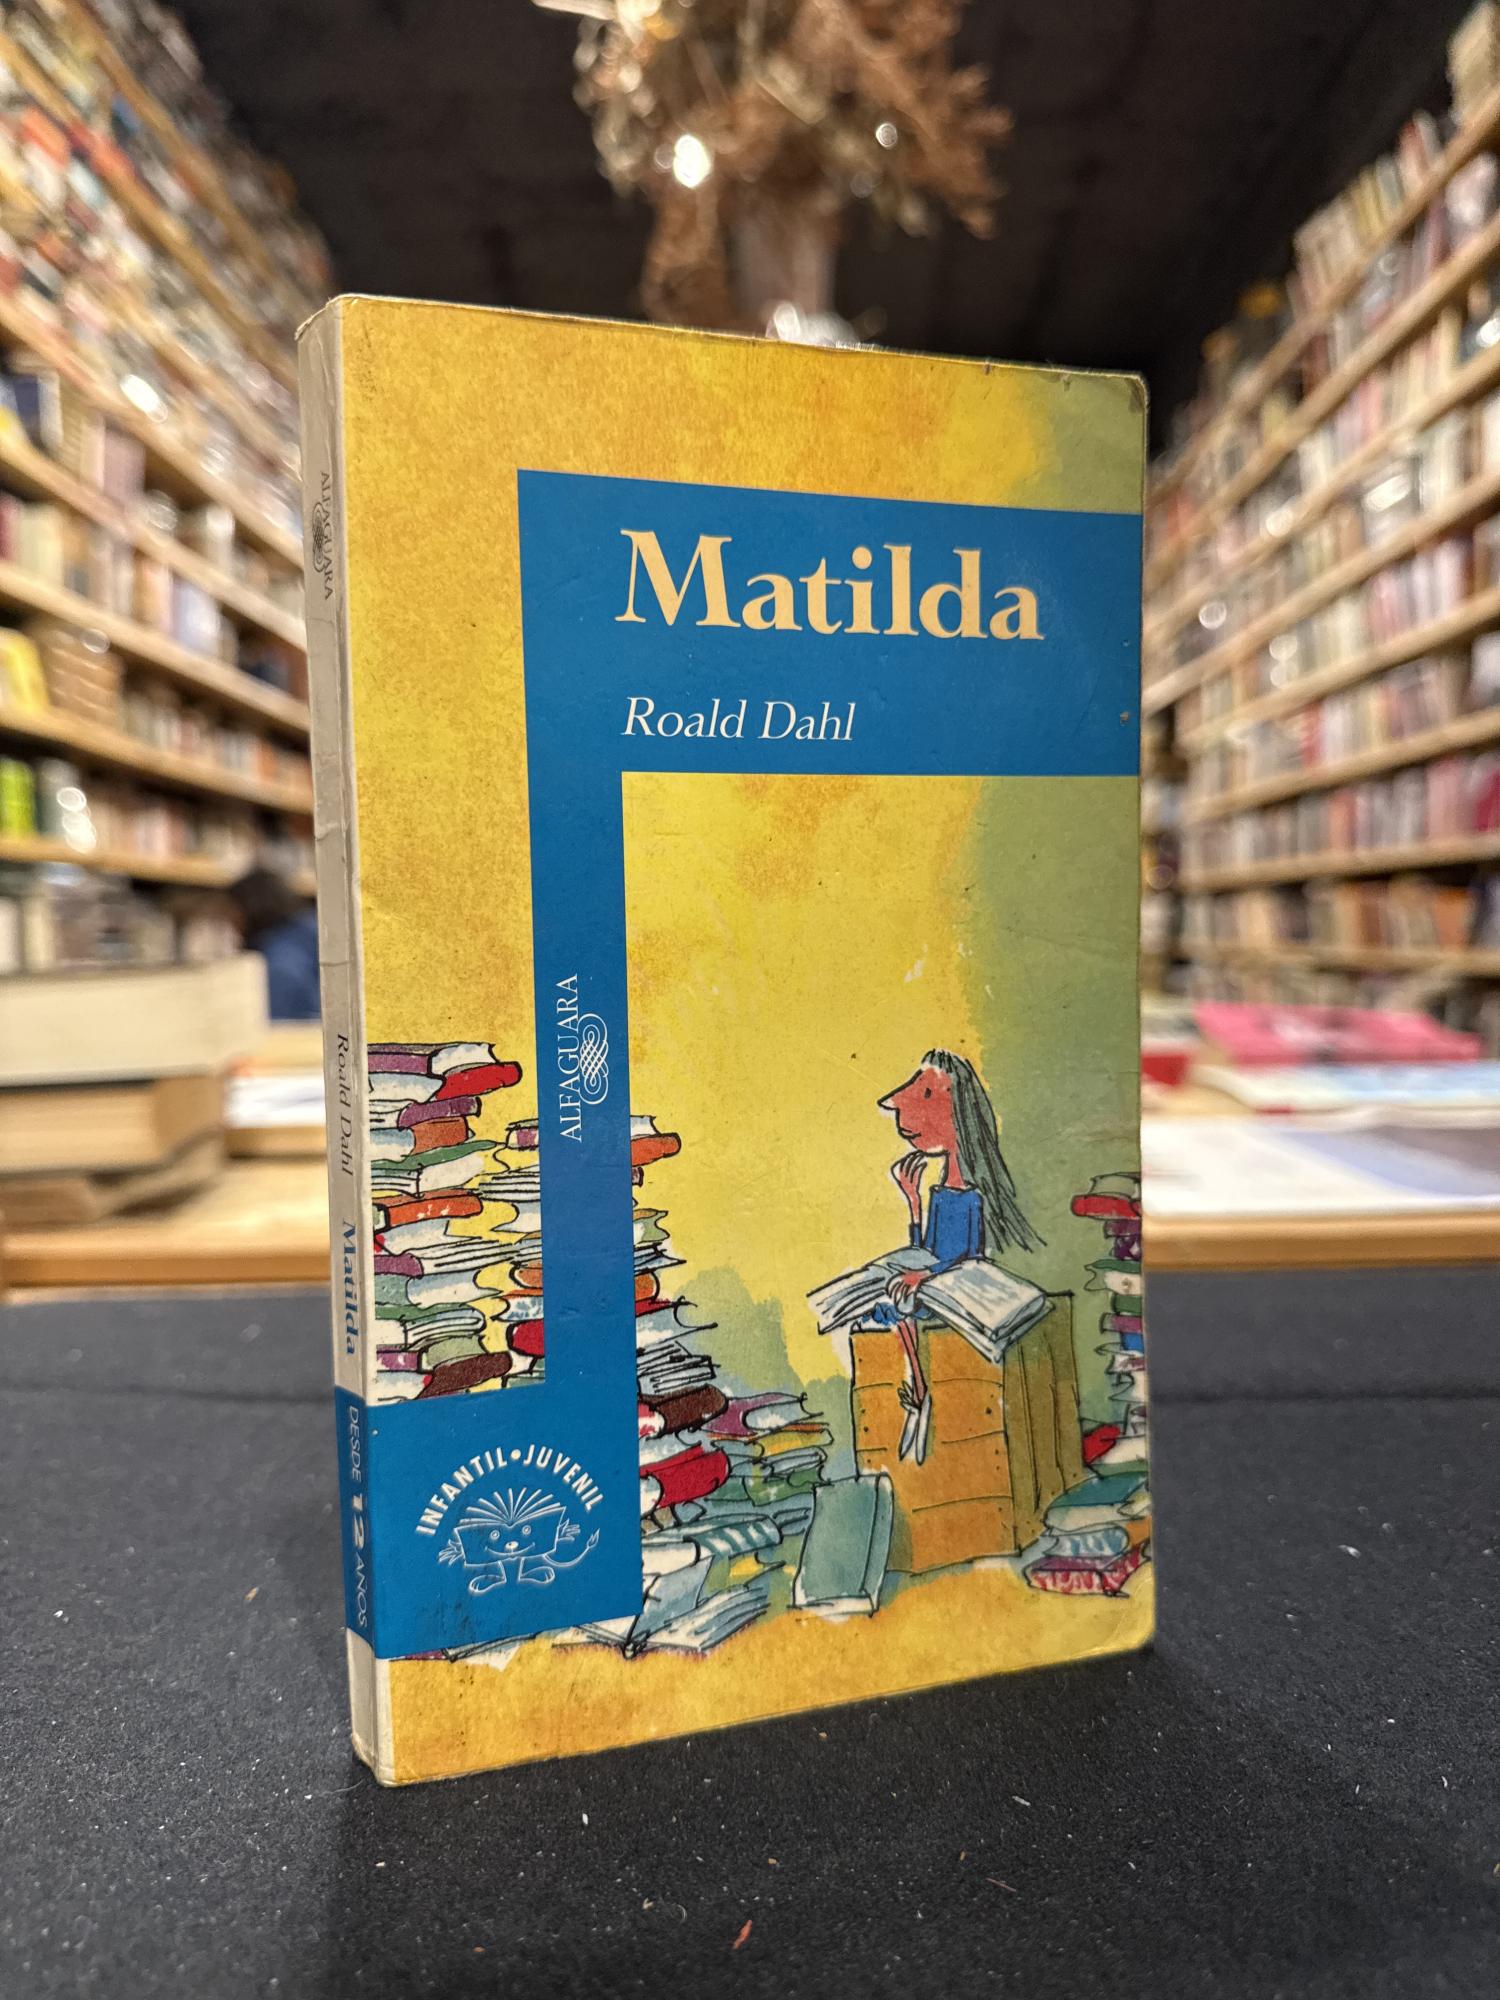 Matilda
Roald Dahl
ALFAGUARA
INFANTIL•JUVENIL
ALFAGUARA
Roald Dahl
Matilda
DESDE 12 AÑOS